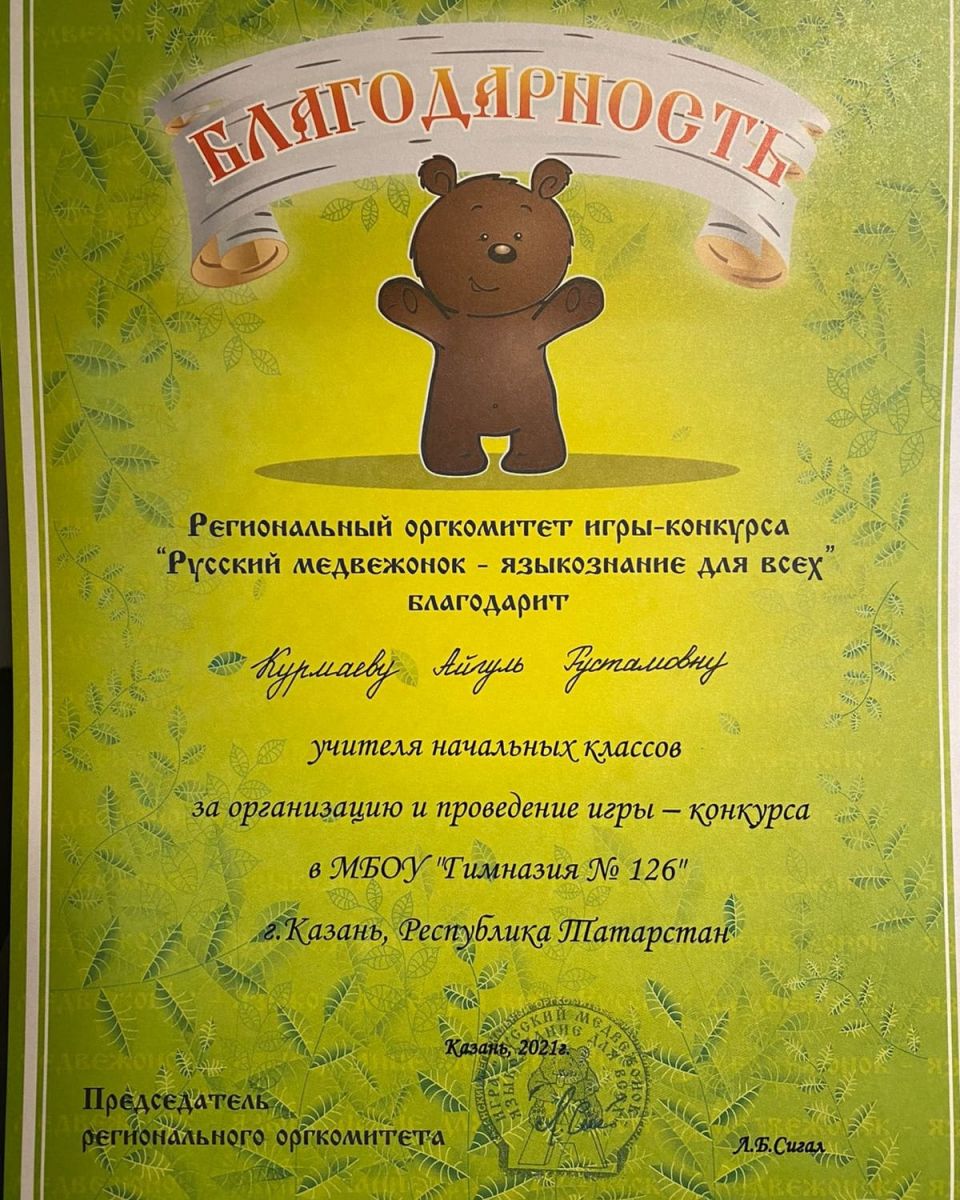 БЛАГОДАРНОСТЬ
Региональный оргкомитет игры-конкурса
“Русский медвежонок - языкознание для всех”
благодарит
Курмаеву Айгуль Рустамовну
учителя начальных классов
за организацию и проведение игры – конкурса
в МБОУ "Гимназия № 126"
г.Казань, Республика Татарстан
Казань, 2021г.
Председатель
регионального оргкомитета
Л.Б.Сигал